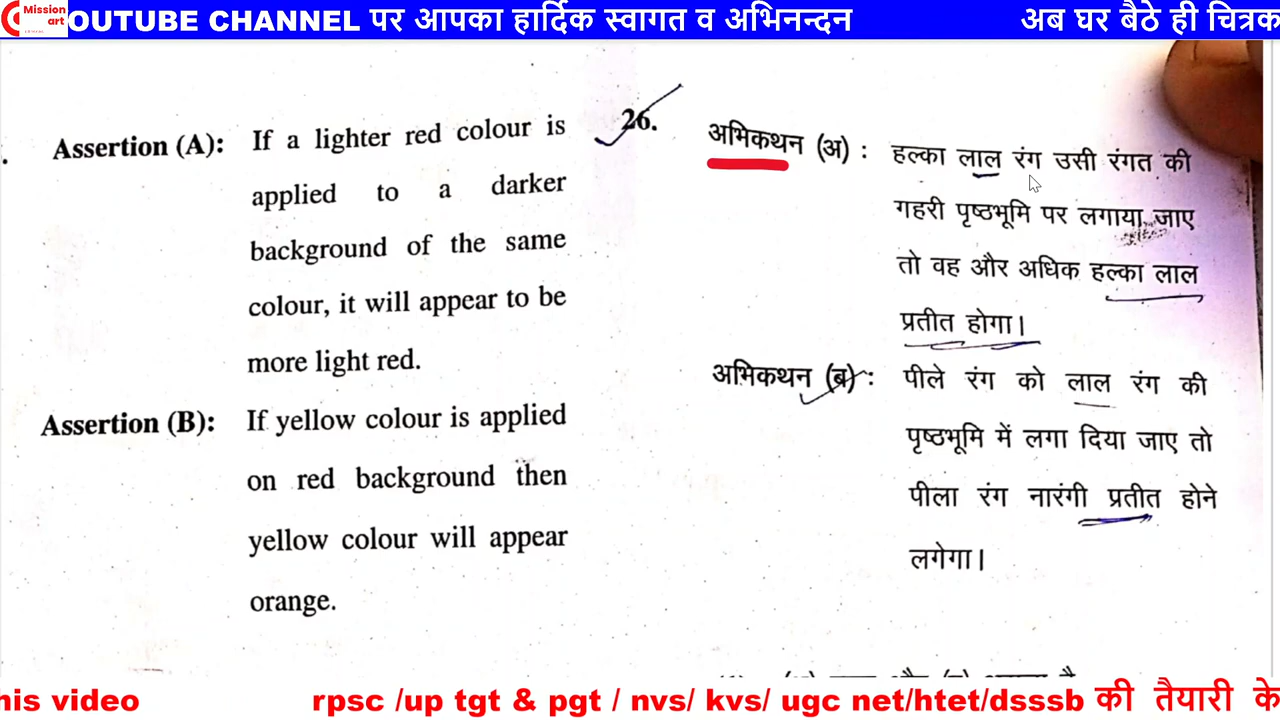 Mission
art
OUTUBE CHANNEL पर आपका हार्दिक स्वागत व अभिनन्दन
अब घर बैठे ही चित्रक
. Assertion (A): If a lighter red colour is
applied to a darker
background of the same
colour, it will appear to be
more light red.
Assertion (B): If yellow colour is applied
on red background then
yellow colour will appear
orange.
26. अभिकथन (अ) : हल्का लाल रंग उसी रंगत की
गहरी पृष्ठभूमि पर लगाया जाए
तो वह और अधिक हल्का लाल
प्रतीत होगा।
अभिकथन (ब) : पीले रंग को लाल रंग की
पृष्ठभूमि में लगा दिया जाए तो
पीला रंग नारंगी प्रतीत होने
लगेगा।
his video
rpsc /up tgt & pgt / nvs/ kvs/ ugc net/htet/dsssb की तैयारी के